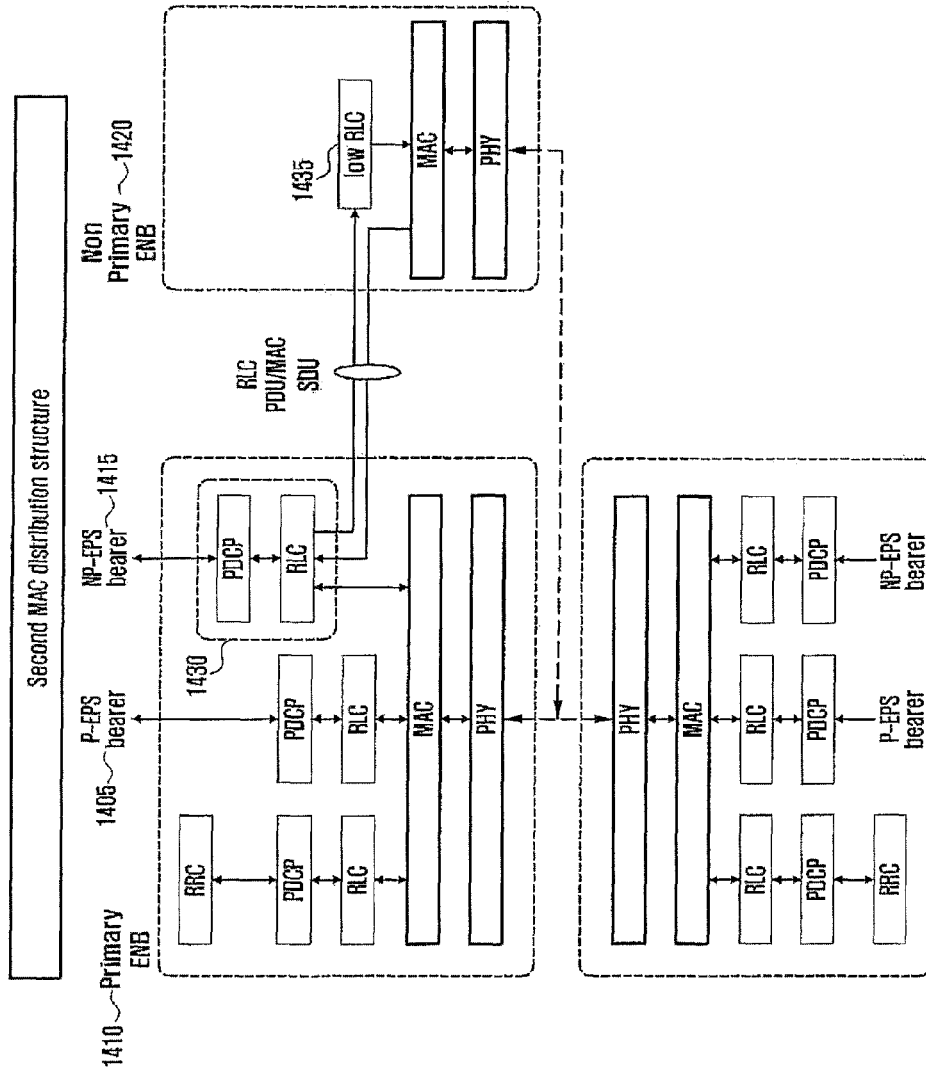 Second MAC distribution structure
1410 Primary
ENB
1405 P-EPS
bearer
NP-EPS 1415
bearer
Non
Primary 1420
ENB
RRC
PDCP
RLC
PDCP
RLC
1430
PDCP
RLC
MAC
PHY
RLC
PDU/MAC
SDU
1435
low RLC
MAC
PHY
PHY
MAC
RLC
PDCP
RRC
RLC
PDCP
P-EPS
bearer
RLC
PDCP
NP-EPS
bearer